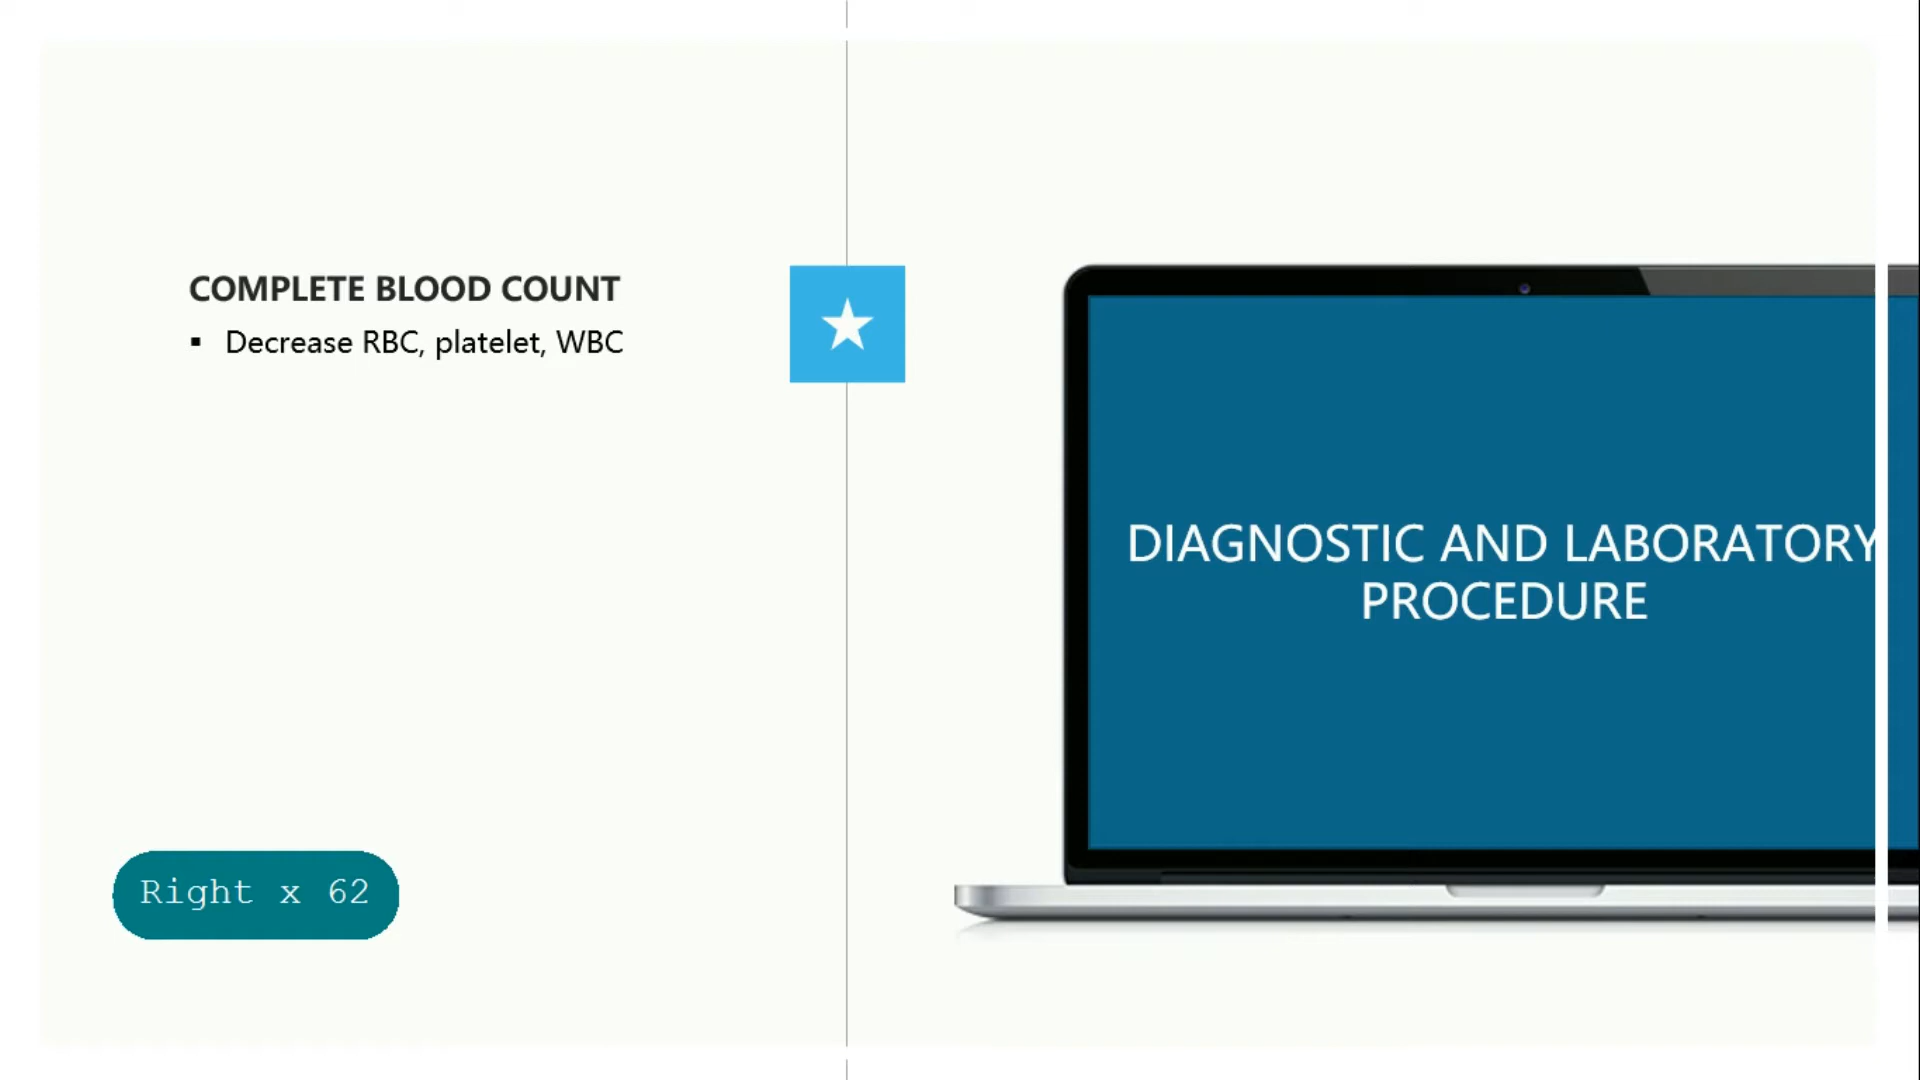 COMPLETE BLOOD COUNT
▪ Decrease RBC, platelet, WBC
DIAGNOSTIC AND LABORATORY
PROCEDURE
Right x 62